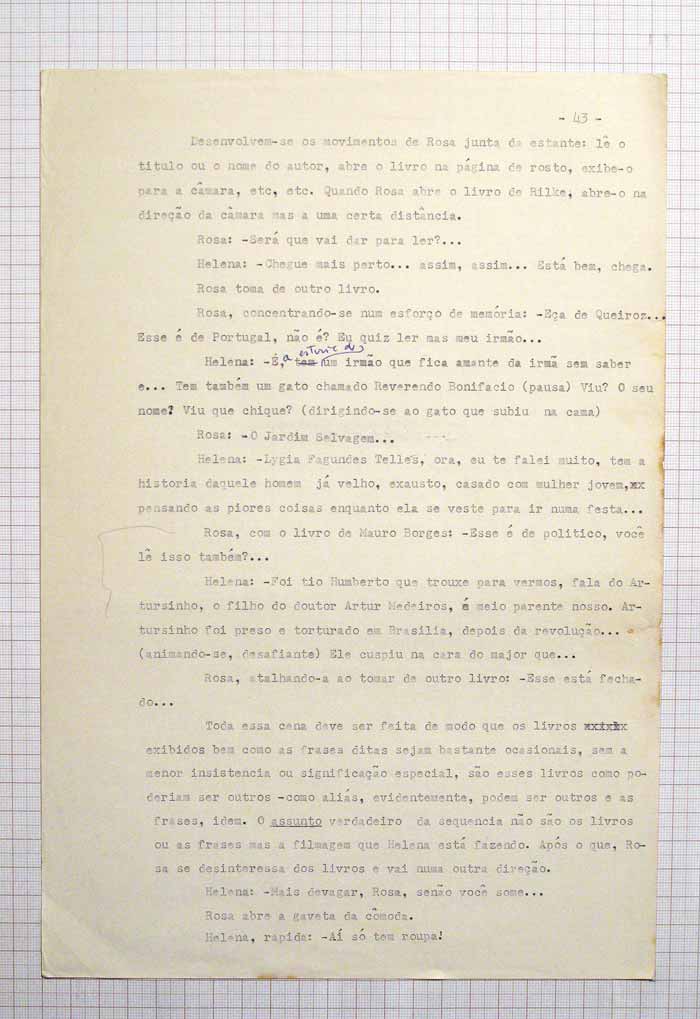 - 43 -
Desenvolvem-se os movimentos de Rosa junta da estante: lê o
titulo ou o nome do autor, abre o livro na página de rosto, exibe-o
para a câmara, etc, etc. Quando Rosa abre o livro de Rilke, abre-o na
direção da câmara mas a uma certa distância.
Rosa: -Será que vai dar para ler?...
Helena: -Chegue mais perto... assim, assim... Está bem, chega.
Rosa toma de outro livro.
Rosa, concentrando-se num esforço de memória: -Eça de Queiroz...
Esse é de Portugal, não é? Eu quiz ler mas meu irmão...
a estoria de
Helena: -É, tem um irmão que fica amante da irmã sem saber
e... Tem também um gato chamado Reverendo Bonifacio (pausa) Viu? O seu
nome? Viu que chique? (dirigindo-se ao gato que subiu na cama)
Rosa: -O Jardim Selvagem...
Helena: -Lygia Fagundes Telles, ora, eu te falei muito, tem a
historia daquele homem já velho, exausto, casado com mulher jovem,xx
pensando as piores coisas enquanto ela se veste para ir numa festa...
Rosa, com o livro de Mauro Borges: -Esse é de politico, você
lê isso também?...
Helena: -Foi tio Humberto que trouxe para vermos, fala do Ar-
tursinho, o filho do doutor Artur Medeiros, é meio parente nosso. Ar-
tursinho foi preso e torturado em Brasilia, depois da revolução...
(animando-se, desafiante) Ele cuspiu na cara do major que...
Rosa, atalhando-a ao tomar de outro livro: -Esse está fecha-
do...
Toda essa cena deve ser feita de modo que os livros
exibidos bem como as frases ditas sejam bastante ocasionais, sem a
menor insistencia ou significação especial, são esses livros como po-
deriam ser outros -como aliás, evidentemente, podem ser outros e as
frases, idem. O assunto verdadeiro da sequencia não são os livros
ou as frases mas a filmagem que Helena está fazendo. Após o que, Ro-
sa se desinteressa dos livros e vai numa outra direção.
Helena: -Mais devagar, Rosa, senão você some...
Rosa abre a gaveta da cômoda.
Helena, rapida: -Aí só tem roupa!